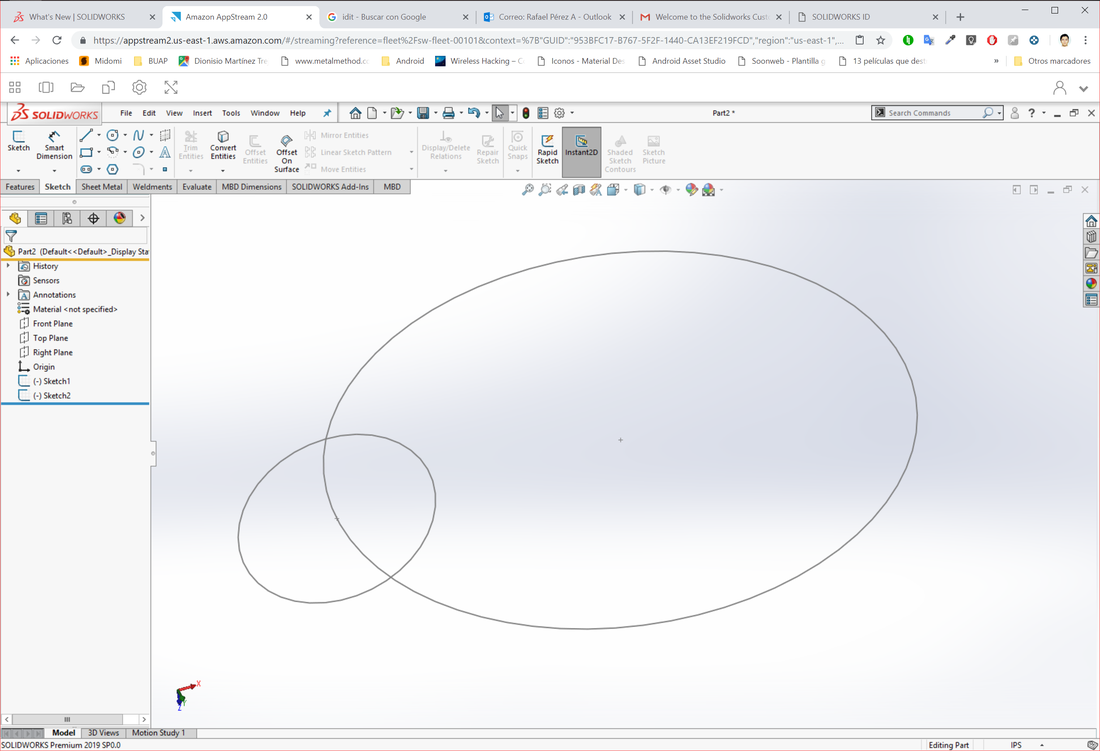 What's New | SOLIDWORKS
Amazon AppStream 2.0
idit - Buscar con Google
Correo: Rafael Pérez A - Outlook
Welcome to the Solidworks Cust
SOLIDWORKS ID
https://appstream2.us-east-1.aws.amazon.com/#/streaming?reference=fleet%2Fsw-fleet-00101&context=%7B"GUID":"953BFC17-B767-5F2F-1440-CA13EF219FCD","region":"us-east-1",...
Aplicaciones
Midomi
BUAP
Dionisio Martínez Tr
www.metalmethod.c
Android
Wireless Hacking – C
Iconos - Material Des
Android Asset Studio
Soonweb - Plantilla g
13 películas que dest
»
Otros marcadores
SOLIDWORKS
File
Edit
View
Insert
Tools
Window
Help
Part2 *
Search Commands
?
Sketch
Smart
Dimension
Trim
Entities
Convert
Entities
Offset
Entities
Offset
On
Surface
Mirror Entities
Linear Sketch Pattern
Move Entities
Display/Delete
Relations
Repair
Sketch
Quick
Snaps
Rapid
Sketch
Instant2D
Shaded
Sketch
Contours
Sketch
Picture
Features
Sketch
Sheet Metal
Weldments
Evaluate
MBD Dimensions
SOLIDWORKS Add-Ins
MBD
Part2 (Default<<Default>_Display Sta
History
Sensors
Annotations
Material <not specified>
Front Plane
Top Plane
Right Plane
Origin
(-) Sketch1
(-) Sketch2
X
Y
Z
Model
3D Views
Motion Study 1
SOLIDWORKS Premium 2019 SP0.0
Editing Part
IPS